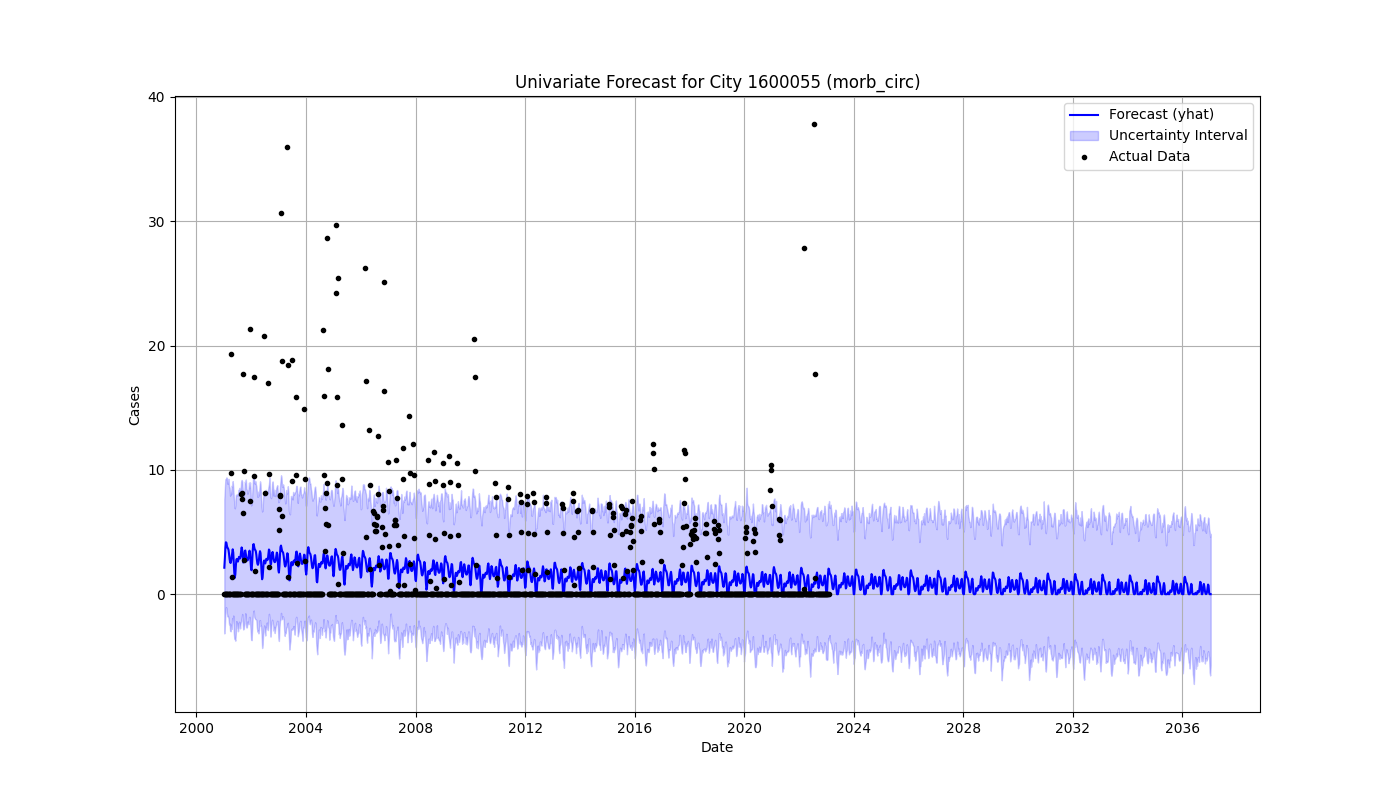 Univariate Forecast for City 1600055 (morb_circ)
Forecast (yhat)
Uncertainty Interval
Actual Data
Cases
40
30
20
10
0
2000 2004 2008 2012 2016 2020 2024 2028 2032 2036
Date